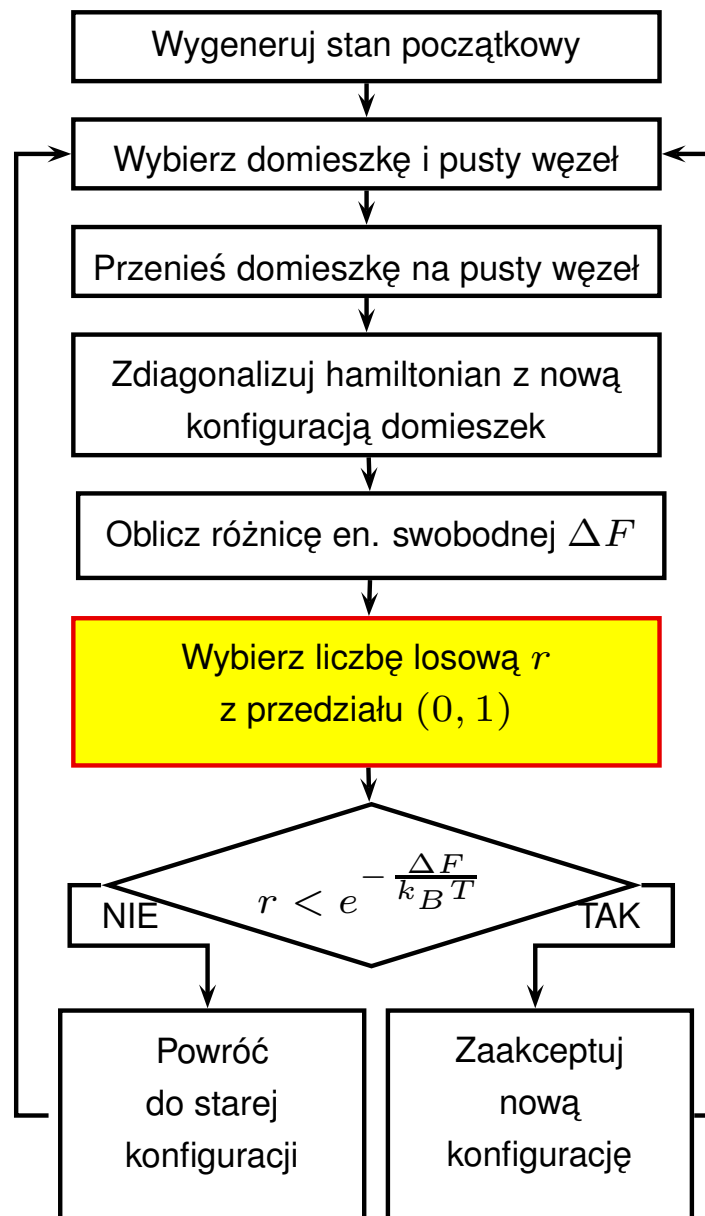 Wygeneruj stan początkowy
Wybierz domieszkę i pusty węzeł
Przenieś domieszkę na pusty węzeł
Zdiagonalizuj hamiltonian z nową
konfiguracją domieszek
Oblicz różnicę en. swobodnej ΔF
Wybierz liczbę losową r
z przedziału (0, 1)
r < e^{-\frac{ΔF}{k_B T}}
NIE
TAK
Powróć
do starej
konfiguracji
Zaakceptuj
nową
konfigurację